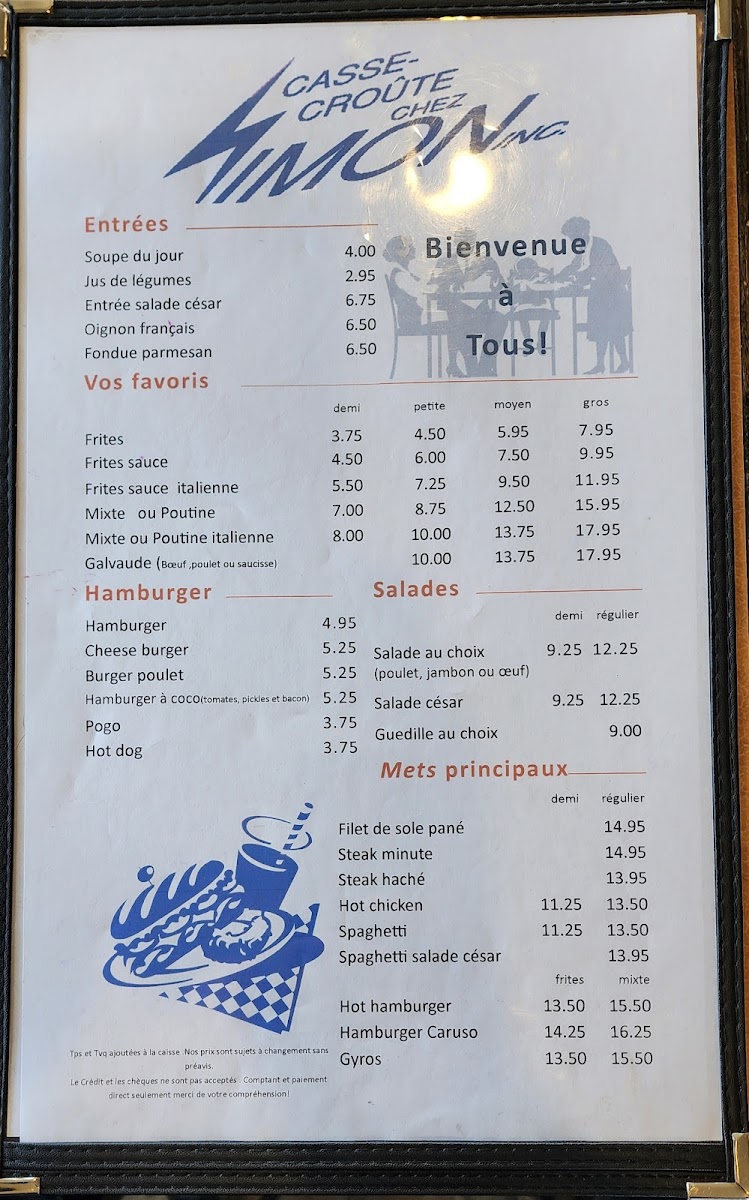 CASSE-
CROÛTE
CHEZ
SIMON INC.
Entrées
Bienvenue
à
Tous!
Soupe du jour 4.00
Jus de légumes 2.95
Entrée salade césar 6.75
Oignon français 6.50
Fondue parmesan 6.50
Vos favoris
demi petite moyen gros
Frites 3.75 4.50 5.95 7.95
Frites sauce 4.50 6.00 7.50 9.95
Frites sauce italienne 5.50 7.25 9.50 11.95
Mixte ou Poutine 7.00 8.75 12.50 15.95
Mixte ou Poutine italienne 8.00 10.00 13.75 17.95
Galvaude (Bœuf ,poulet ou saucisse) 10.00 13.75 17.95
Hamburger
Hamburger 4.95
Cheese burger 5.25
Burger poulet 5.25
Hamburger à coco(tomates, pickles et bacon) 5.25
Pogo 3.75
Hot dog 3.75
Salades
demi régulier
Salade au choix 9.25 12.25
(poulet, jambon ou œuf)
Salade césar 9.25 12.25
Guedille au choix 9.00
Mets principaux
demi régulier
Filet de sole pané 14.95
Steak minute 14.95
Steak haché 13.95
Hot chicken 11.25 13.50
Spaghetti 11.25 13.50
Spaghetti salade césar 13.95
frites mixte
Hot hamburger 13.50 15.50
Hamburger Caruso 14.25 16.25
Gyros 13.50 15.50
Tps et Tvq ajoutées à la caisse .Nos prix sont sujets à changement sans
préavis.
Le Crédit et les chèques ne sont pas acceptés . Comptant et paiement
direct seulement merci de votre compréhension!